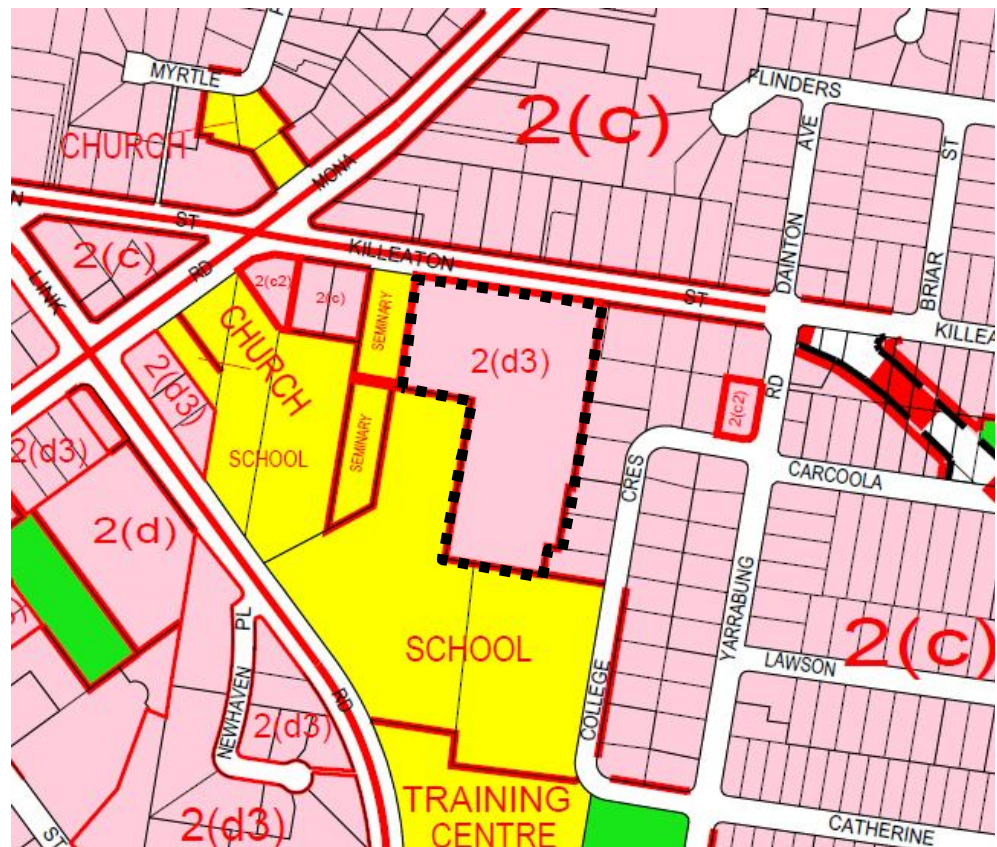 MYRTLE
FLINDERS
2(c)
AVE
ST
CHURCH
MONA
N
ST
KILLEATON
2(c)
DAINTON
BRIAR
LINK
RD
2(c2)
2(c)
SEMINARY
ST
KILLEA
CHURCH
2(d3)
2(d3)
RD
2(c2)
2(d3)
SCHOOL
SEMINARY
CRES
CARCOOLA
2(d)
YARRABUNG
PL
SCHOOL
2(c)
LAWSON
NEWHAVEN
RD
COLLEGE
2(d3)
TRAINING
CENTRE
2(d3)
ST
CATHERINE